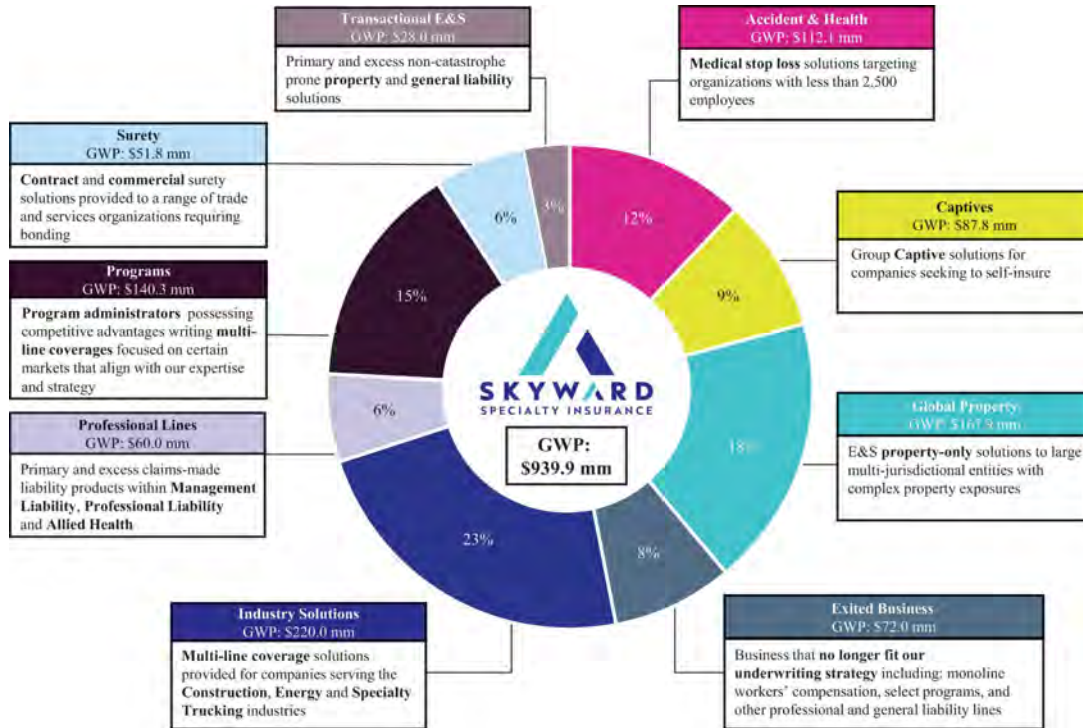 Transactional E&S
GWP: $28.0 mm
Primary and excess non-catastrophe
prone property and general liability
solutions
Accident & Health
GWP: $112.1 mm
Medical stop loss solutions targeting
organizations with less than 2,500
employees
Surety
GWP: $51.8 mm
Contract and commercial surety
solutions provided to a range of trade
and services organizations requiring
bonding
Captives
GWP: $87.8 mm
Group Captive solutions for
companies seeking to self-insure
Programs
GWP: $140.3 mm
Program administrators possessing
competitive advantages writing multi-
line coverages focused on certain
markets that align with our expertise
and strategy
Global Property
GWP: $167.9 mm
E&S property-only solutions to large
multi-jurisdictional entities with
complex property exposures
Professional Lines
GWP: $60.0 mm
Primary and excess claims-made
liability products within Management
Liability, Professional Liability
and Allied Health
Industry Solutions
GWP: $220.0 mm
Multi-line coverage solutions
provided for companies serving the
Construction, Energy and Specialty
Trucking industries
Exited Business
GWP: $72.0 mm
Business that no longer fit our
underwriting strategy including: monoline
workers' compensation, select programs, and
other professional and general liability lines
3%
12%
6%
9%
15%
18%
6%
23%
8%
SKYWARD
SPECIALTY INSURANCE
GWP:
$939.9 mm